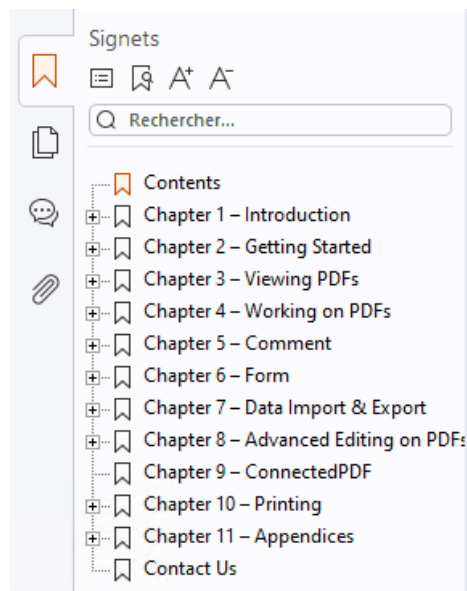 Signets
A+ A-
Rechercher...
Contents
Chapter 1 – Introduction
Chapter 2 – Getting Started
Chapter 3 – Viewing PDFs
Chapter 4 – Working on PDFs
Chapter 5 – Comment
Chapter 6 – Form
Chapter 7 – Data Import & Export
Chapter 8 – Advanced Editing on PDFs
Chapter 9 – ConnectedPDF
Chapter 10 – Printing
Chapter 11 – Appendices
Contact Us